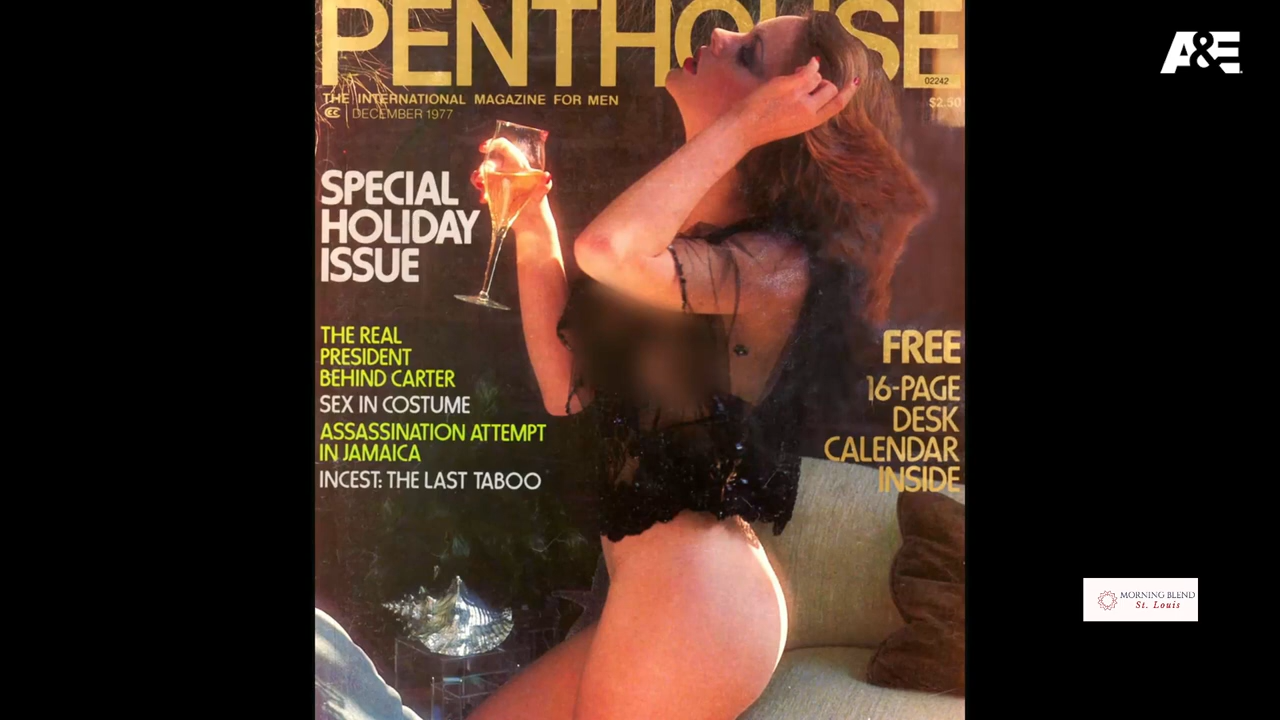 PENTHOUSE
A&E
02242
THE INTERNATIONAL MAGAZINE FOR MEN
$2.50
DECEMBER 1977
SPECIAL
HOLIDAY
ISSUE
THE REAL
PRESIDENT
BEHIND CARTER
SEX IN COSTUME
ASSASSINATION ATTEMPT
IN JAMAICA
INCEST: THE LAST TABOO
FREE
16-PAGE
DESK
CALENDAR
INSIDE
MORNING BLEND
St. Louis